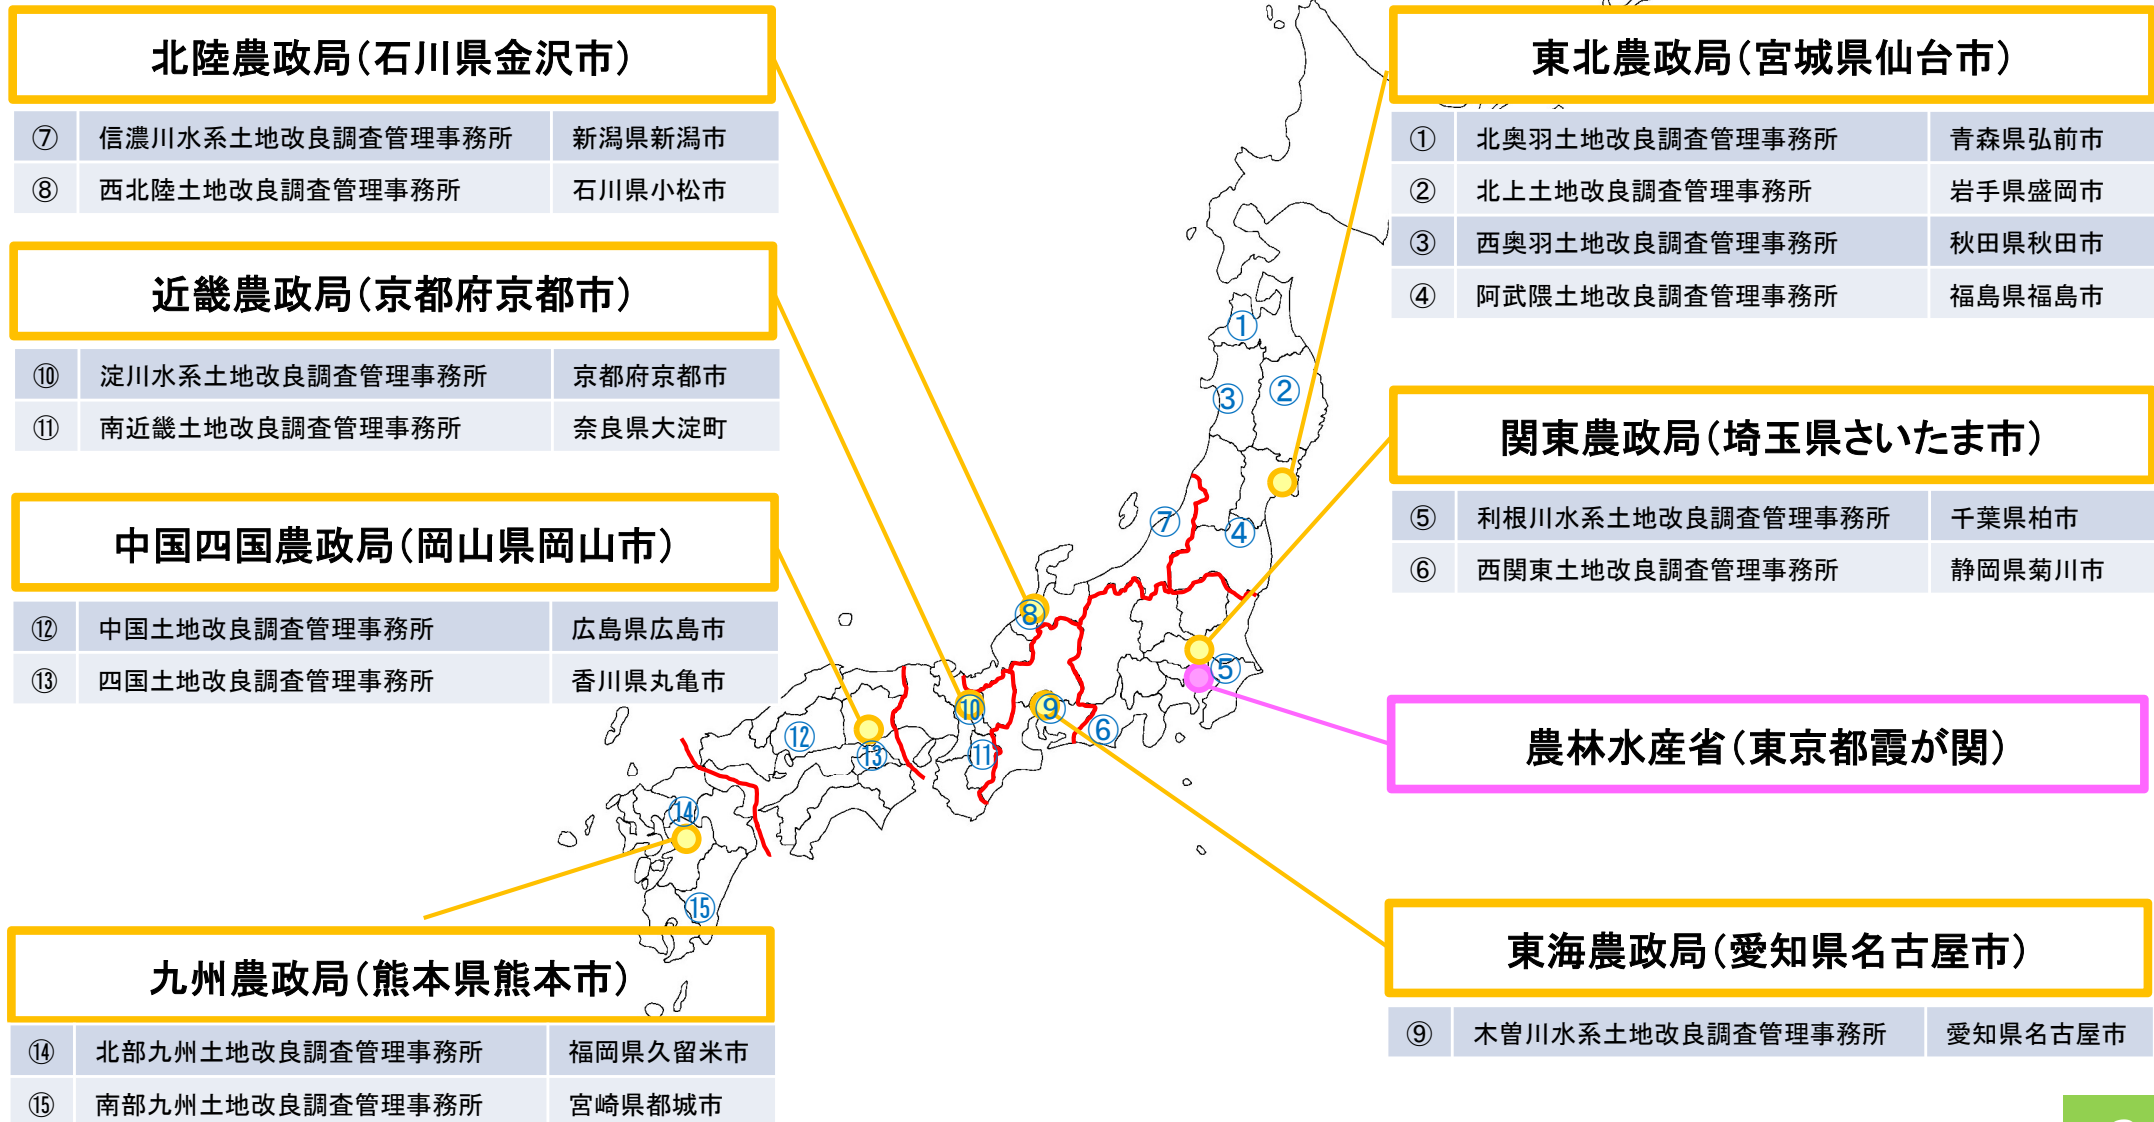 北陸農政局(石川県金沢市)
⑦ 信濃川水系土地改良調査管理事務所 新潟県新潟市
⑧ 西北陸土地改良調査管理事務所 石川県小松市
近畿農政局(京都府京都市)
⑩ 淀川水系土地改良調査管理事務所 京都府京都市
⑪ 南近畿土地改良調査管理事務所 奈良県大淀町
中国四国農政局(岡山県岡山市)
⑫ 中国土地改良調査管理事務所 広島県広島市
⑬ 四国土地改良調査管理事務所 香川県丸亀市
九州農政局(熊本県熊本市)
⑭ 北部九州土地改良調査管理事務所 福岡県久留米市
⑮ 南部九州土地改良調査管理事務所 宮崎県都城市
①
②
③
④
⑦
⑧
⑤
⑥
⑨
⑩
⑪
⑫
⑬
⑭
⑮
東北農政局(宮城県仙台市)
① 北奥羽土地改良調査管理事務所 青森県弘前市
② 北上土地改良調査管理事務所 岩手県盛岡市
③ 西奥羽土地改良調査管理事務所 秋田県秋田市
④ 阿武隈土地改良調査管理事務所 福島県福島市
関東農政局(埼玉県さいたま市)
⑤ 利根川水系土地改良調査管理事務所 千葉県柏市
⑥ 西関東土地改良調査管理事務所 静岡県菊川市
農林水産省(東京都霞が関)
東海農政局(愛知県名古屋市)
⑨ 木曽川水系土地改良調査管理事務所 愛知県名古屋市